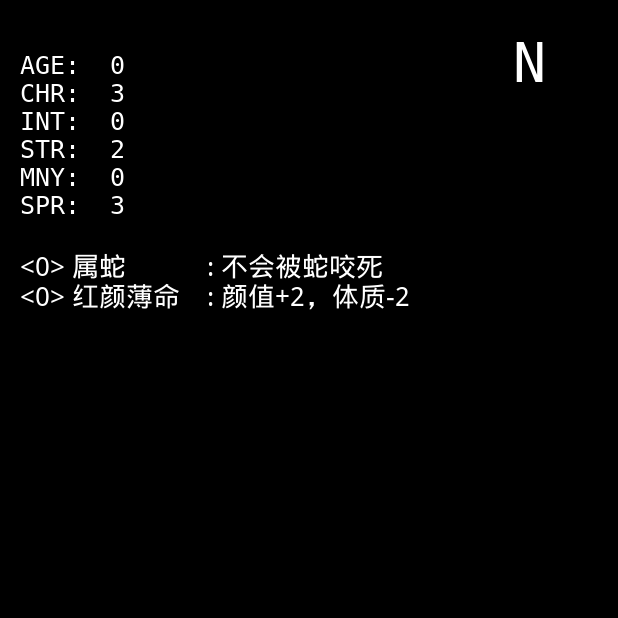 N
AGE: 0
CHR: 3
INT: 0
STR: 2
MNY: 0
SPR: 3
<O> 属蛇 : 不会被蛇咬死
<O> 红颜薄命 : 颜值+2，体质-2